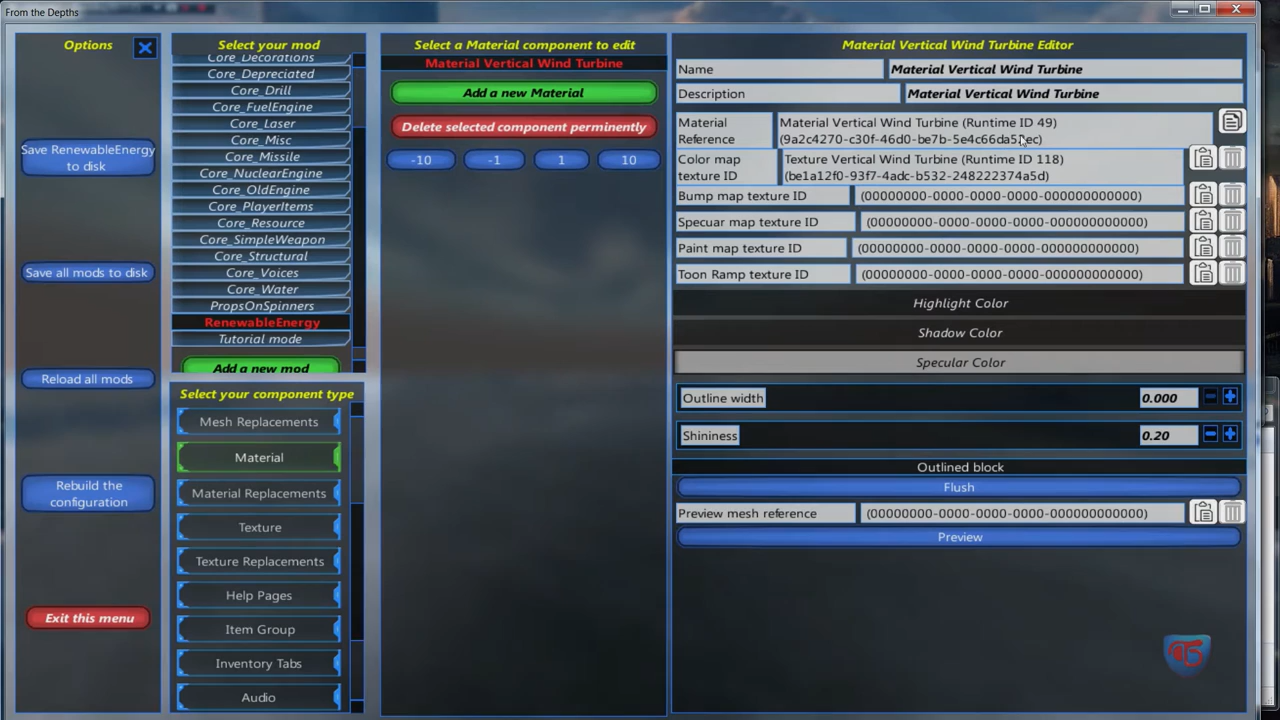 From the Depths
Options
Save RenewableEnergy
to disk
Save all mods to disk
Reload all mods
Rebuild the
configuration
Exit this menu
Select your mod
Core_Decorations
Core_Depreciated
Core_Drill
Core_FuelEngine
Core_Laser
Core_Misc
Core_Missile
Core_NuclearEngine
Core_OldEngine
Core_PlayerItems
Core_Resource
Core_SimpleWeapon
Core_Structural
Core_Voices
Core_Water
PropsOnSpinners
RenewableEnergy
Tutorial mode
Add a new mod
Select your component type
Mesh Replacements
Material
Material Replacements
Texture
Texture Replacements
Help Pages
Item Group
Inventory Tabs
Audio
Select a Material component to edit
Material Vertical Wind Turbine
Add a new Material
Delete selected component perminently
-10 -1 1 10
Material Vertical Wind Turbine Editor
Name Material Vertical Wind Turbine
Description Material Vertical Wind Turbine
Material Reference
Material Vertical Wind Turbine (Runtime ID 49)
Color map texture ID
Texture Vertical Wind Turbine (Runtime ID 118)
(be1a12f0-93f7-4adc-b532-248222374a5d)
Bump map texture ID (00000000-0000-0000-0000-000000000000)
Specuar map texture ID (00000000-0000-0000-0000-000000000000)
Paint map texture ID (00000000-0000-0000-0000-000000000000)
Toon Ramp texture ID (00000000-0000-0000-0000-000000000000)
Highlight Color
Shadow Color
Specular Color
Outline width 0.000
Shininess 0.20
Outlined block
Flush
Preview mesh reference (00000000-0000-0000-0000-000000000000)
Preview